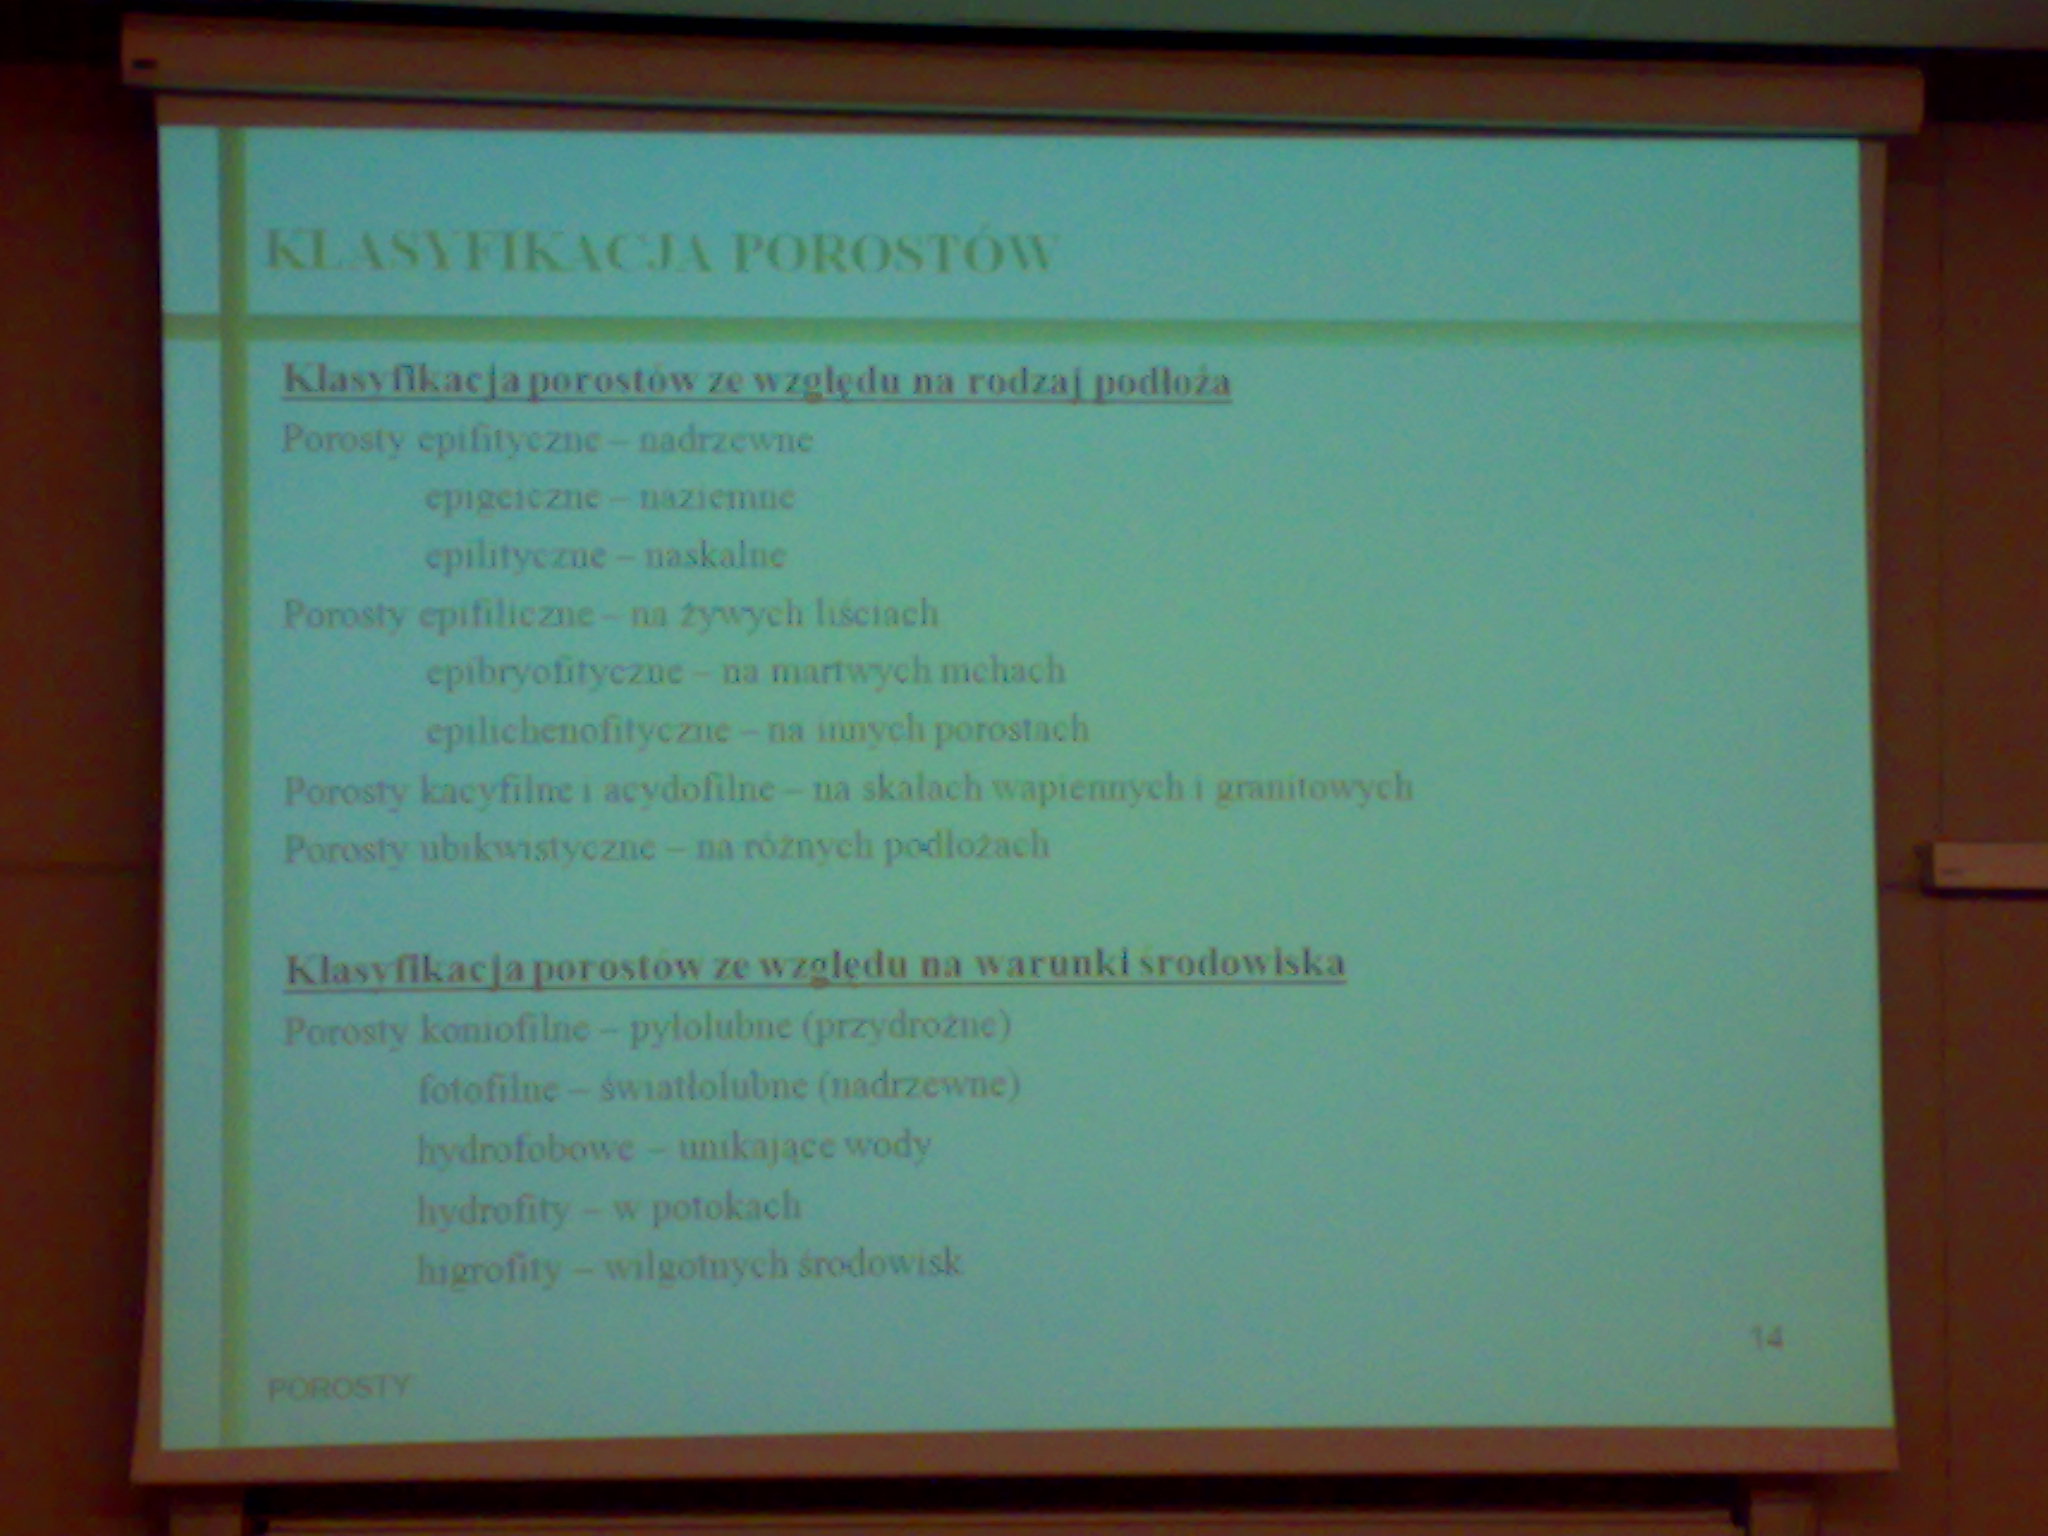 KLASYFIKACJA POROSTÓW
Klasyfikacja porostów ze względu na rodzaj podłoża
Porosty epifityczne – nadrzewne
epigeiczne – naziemne
epilityczne – naskalne
Porosty epifiliczne – na żywych liściach
epibryofityczne – na martwych mchach
epilichenofityczne – na innych porostach
Porosty kacyfilne i acydofilne – na skałach wapiennych i granitowych
Porosty ubikwistyczne – na różnych podłożach
Klasyfikacja porostów ze względu na warunki środowiska
Porosty koniofilne – pyłolubne (przydrożne)
fotofilne – światłolubne (nadrzewne)
hydrofobowe – unikające wody
hydrofity – w potokach
higrofity – wilgotnych środowisk
14
POROSTY